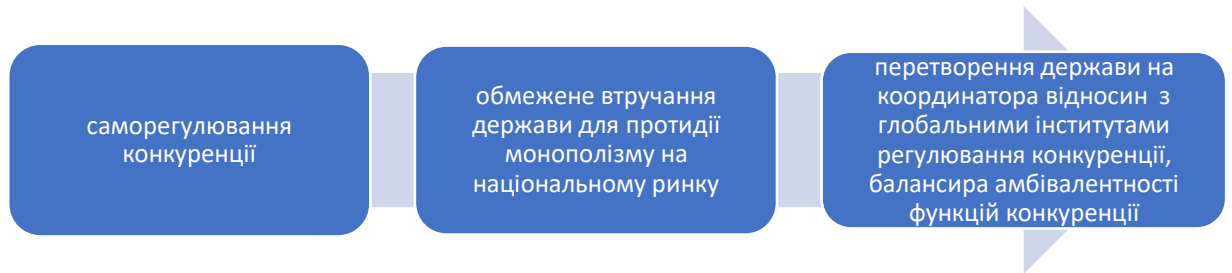 саморегулювання
конкуренції
обмежене втручання
держави для протидії
монополізму на
національному ринку
перетворення держави на
координатора відносин з
глобальними інститутами
регулювання конкуренції,
балансира амбівалентності
функцій конкуренції